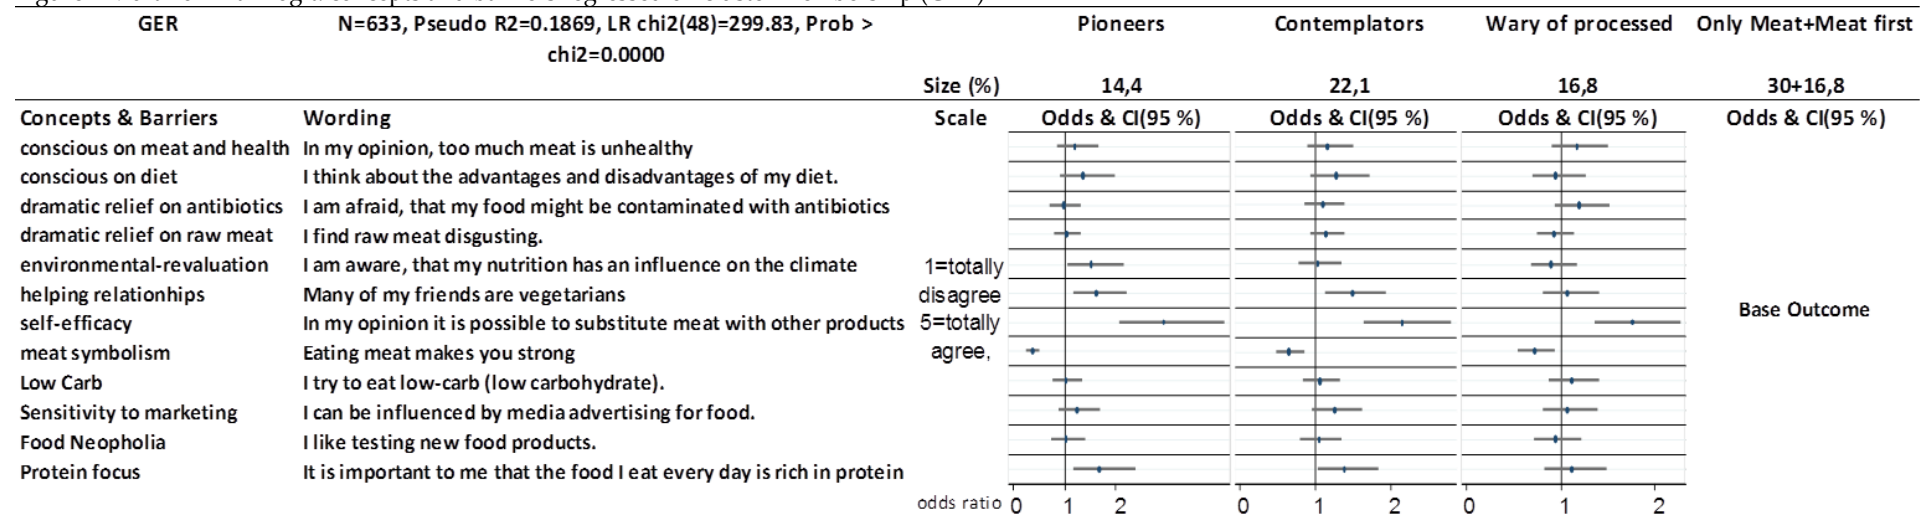 GER N=633, Pseudo R2=0.1869, LR chi2(48)=299.83, Prob > Pioneers Contemplators Wary of processed Only Meat+Meat first
chi2=0.0000
Size (%) 14,4 22,1 16,8 30+16,8
Concepts & Barriers Wording Scale Odds & CI(95 %) Odds & CI(95 %) Odds & CI(95 %) Odds & CI(95 %)
conscious on meat and health In my opinion, too much meat is unhealthy
conscious on diet I think about the advantages and disadvantages of my diet.
dramatic relief on antibiotics I am afraid, that my food might be contaminated with antibiotics
dramatic relief on raw meat I find raw meat disgusting.
environmental-revaluation I am aware, that my nutrition has an influence on the climate 1=totally
helping relationships Many of my friends are vegetarians disagree
Base Outcome
self-efficacy In my opinion it is possible to substitute meat with other products 5=totally
meat symbolism Eating meat makes you strong agree,
Low Carb I try to eat low-carb (low carbohydrate).
Sensitivity to marketing I can be influenced by media advertising for food.
Food Neopholia I like testing new food products.
Protein focus It is important to me that the food I eat every day is rich in protein
odds ratio 0 1 2 0 1 2 0 1 2